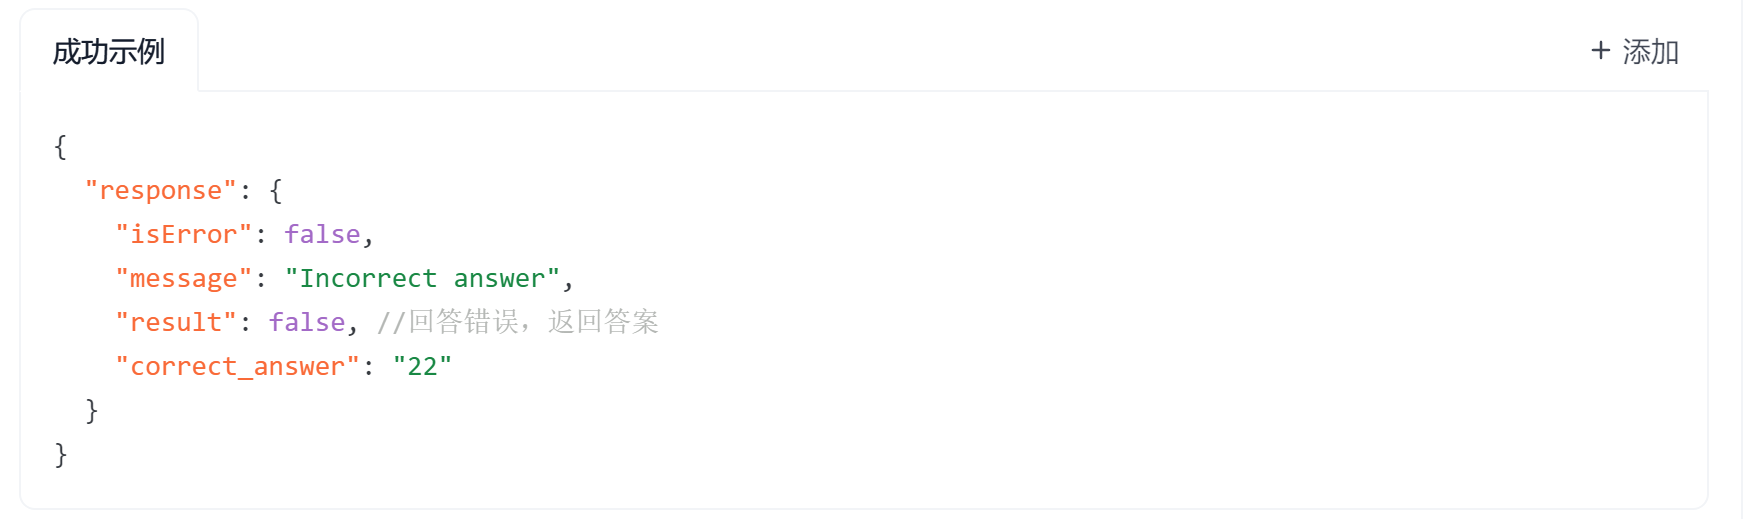 成功示例
+ 添加
{
  "response": {
    "isError": false,
    "message": "Incorrect answer",
    "result": false, //回答错误，返回答案
    "correct_answer": "22"
  }
}